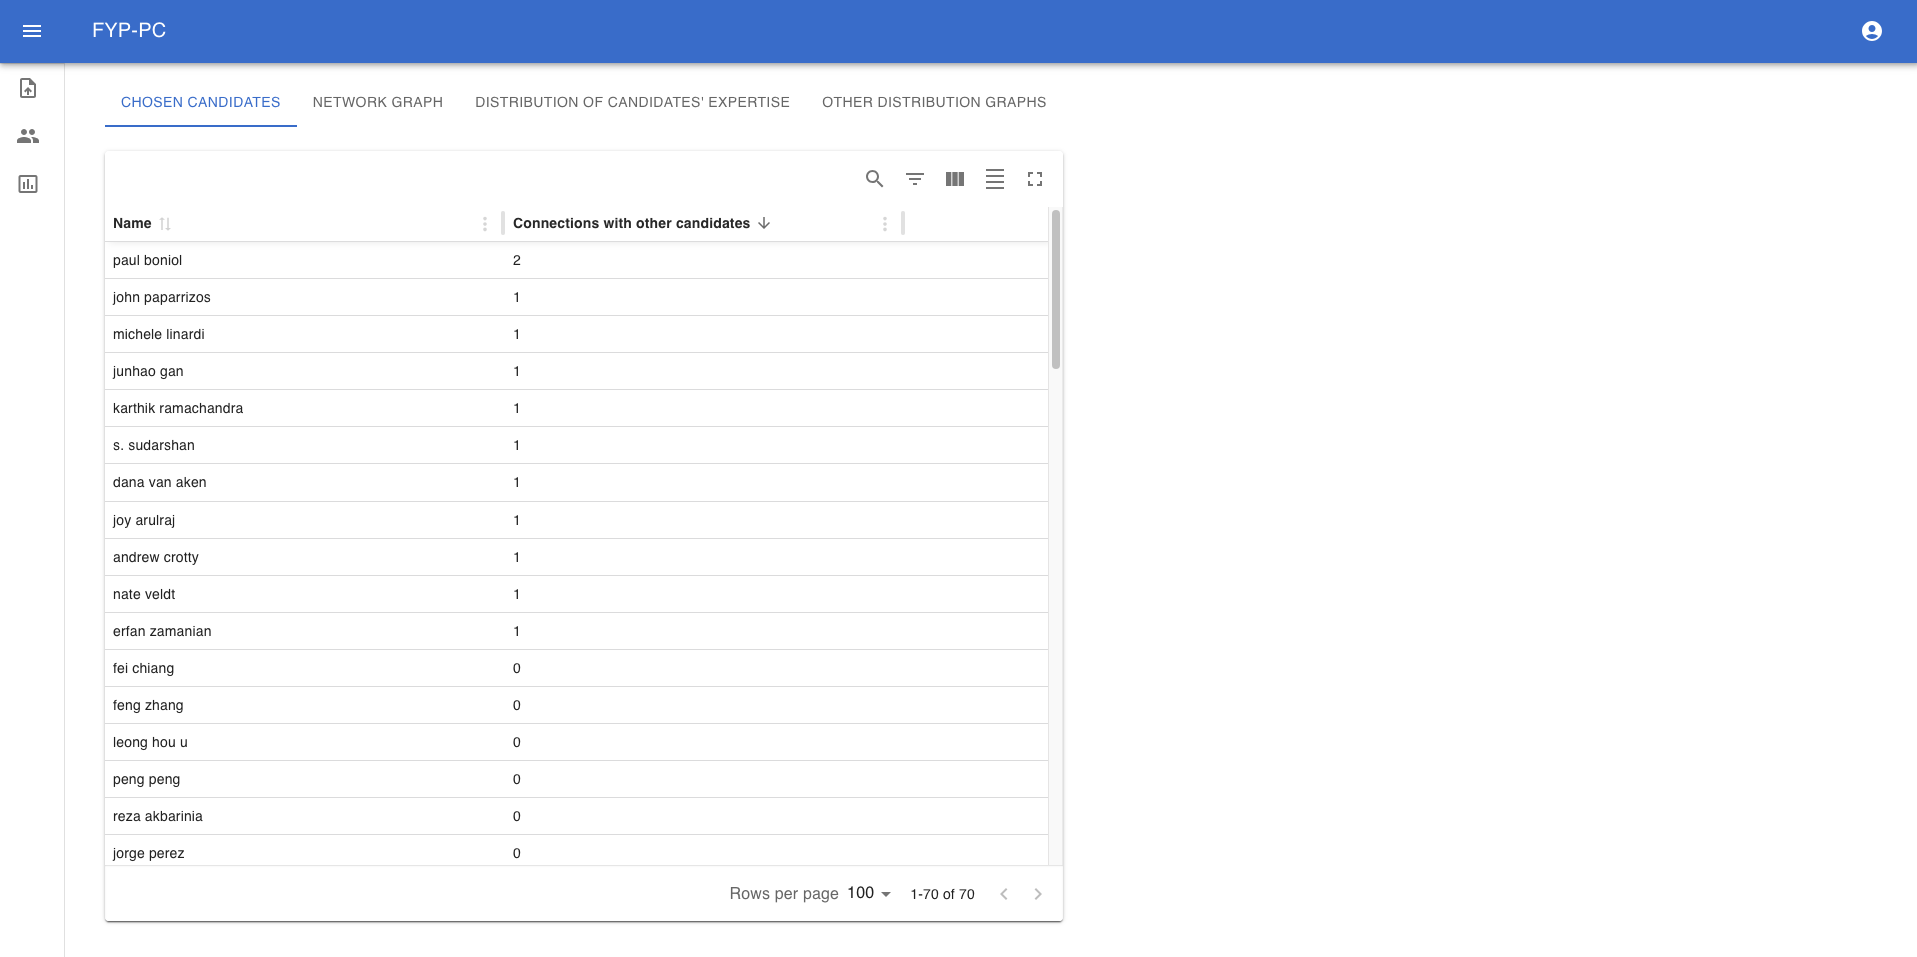 FYP-PC
CHOSEN CANDIDATES NETWORK GRAPH DISTRIBUTION OF CANDIDATES' EXPERTISE OTHER DISTRIBUTION GRAPHS
Name Connections with other candidates
paul boniol 2
john paparrizos 1
michele linardi 1
junhao gan 1
karthik ramachandra 1
s. sudarshan 1
dana van aken 1
joy arulraj 1
andrew crotty 1
nate veldt 1
erfan zamanian 1
fei chiang 0
feng zhang 0
leong hou u 0
peng peng 0
reza akbarinia 0
jorge perez 0
Rows per page 100 1-70 of 70